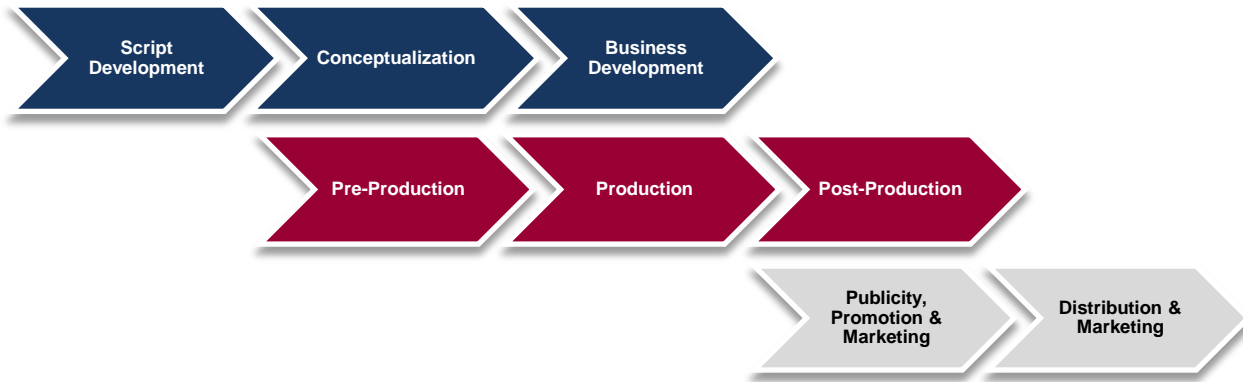 Script
Development
Conceptualization
Business
Development
Pre-Production
Production
Post-Production
Publicity,
Promotion &
Marketing
Distribution &
Marketing